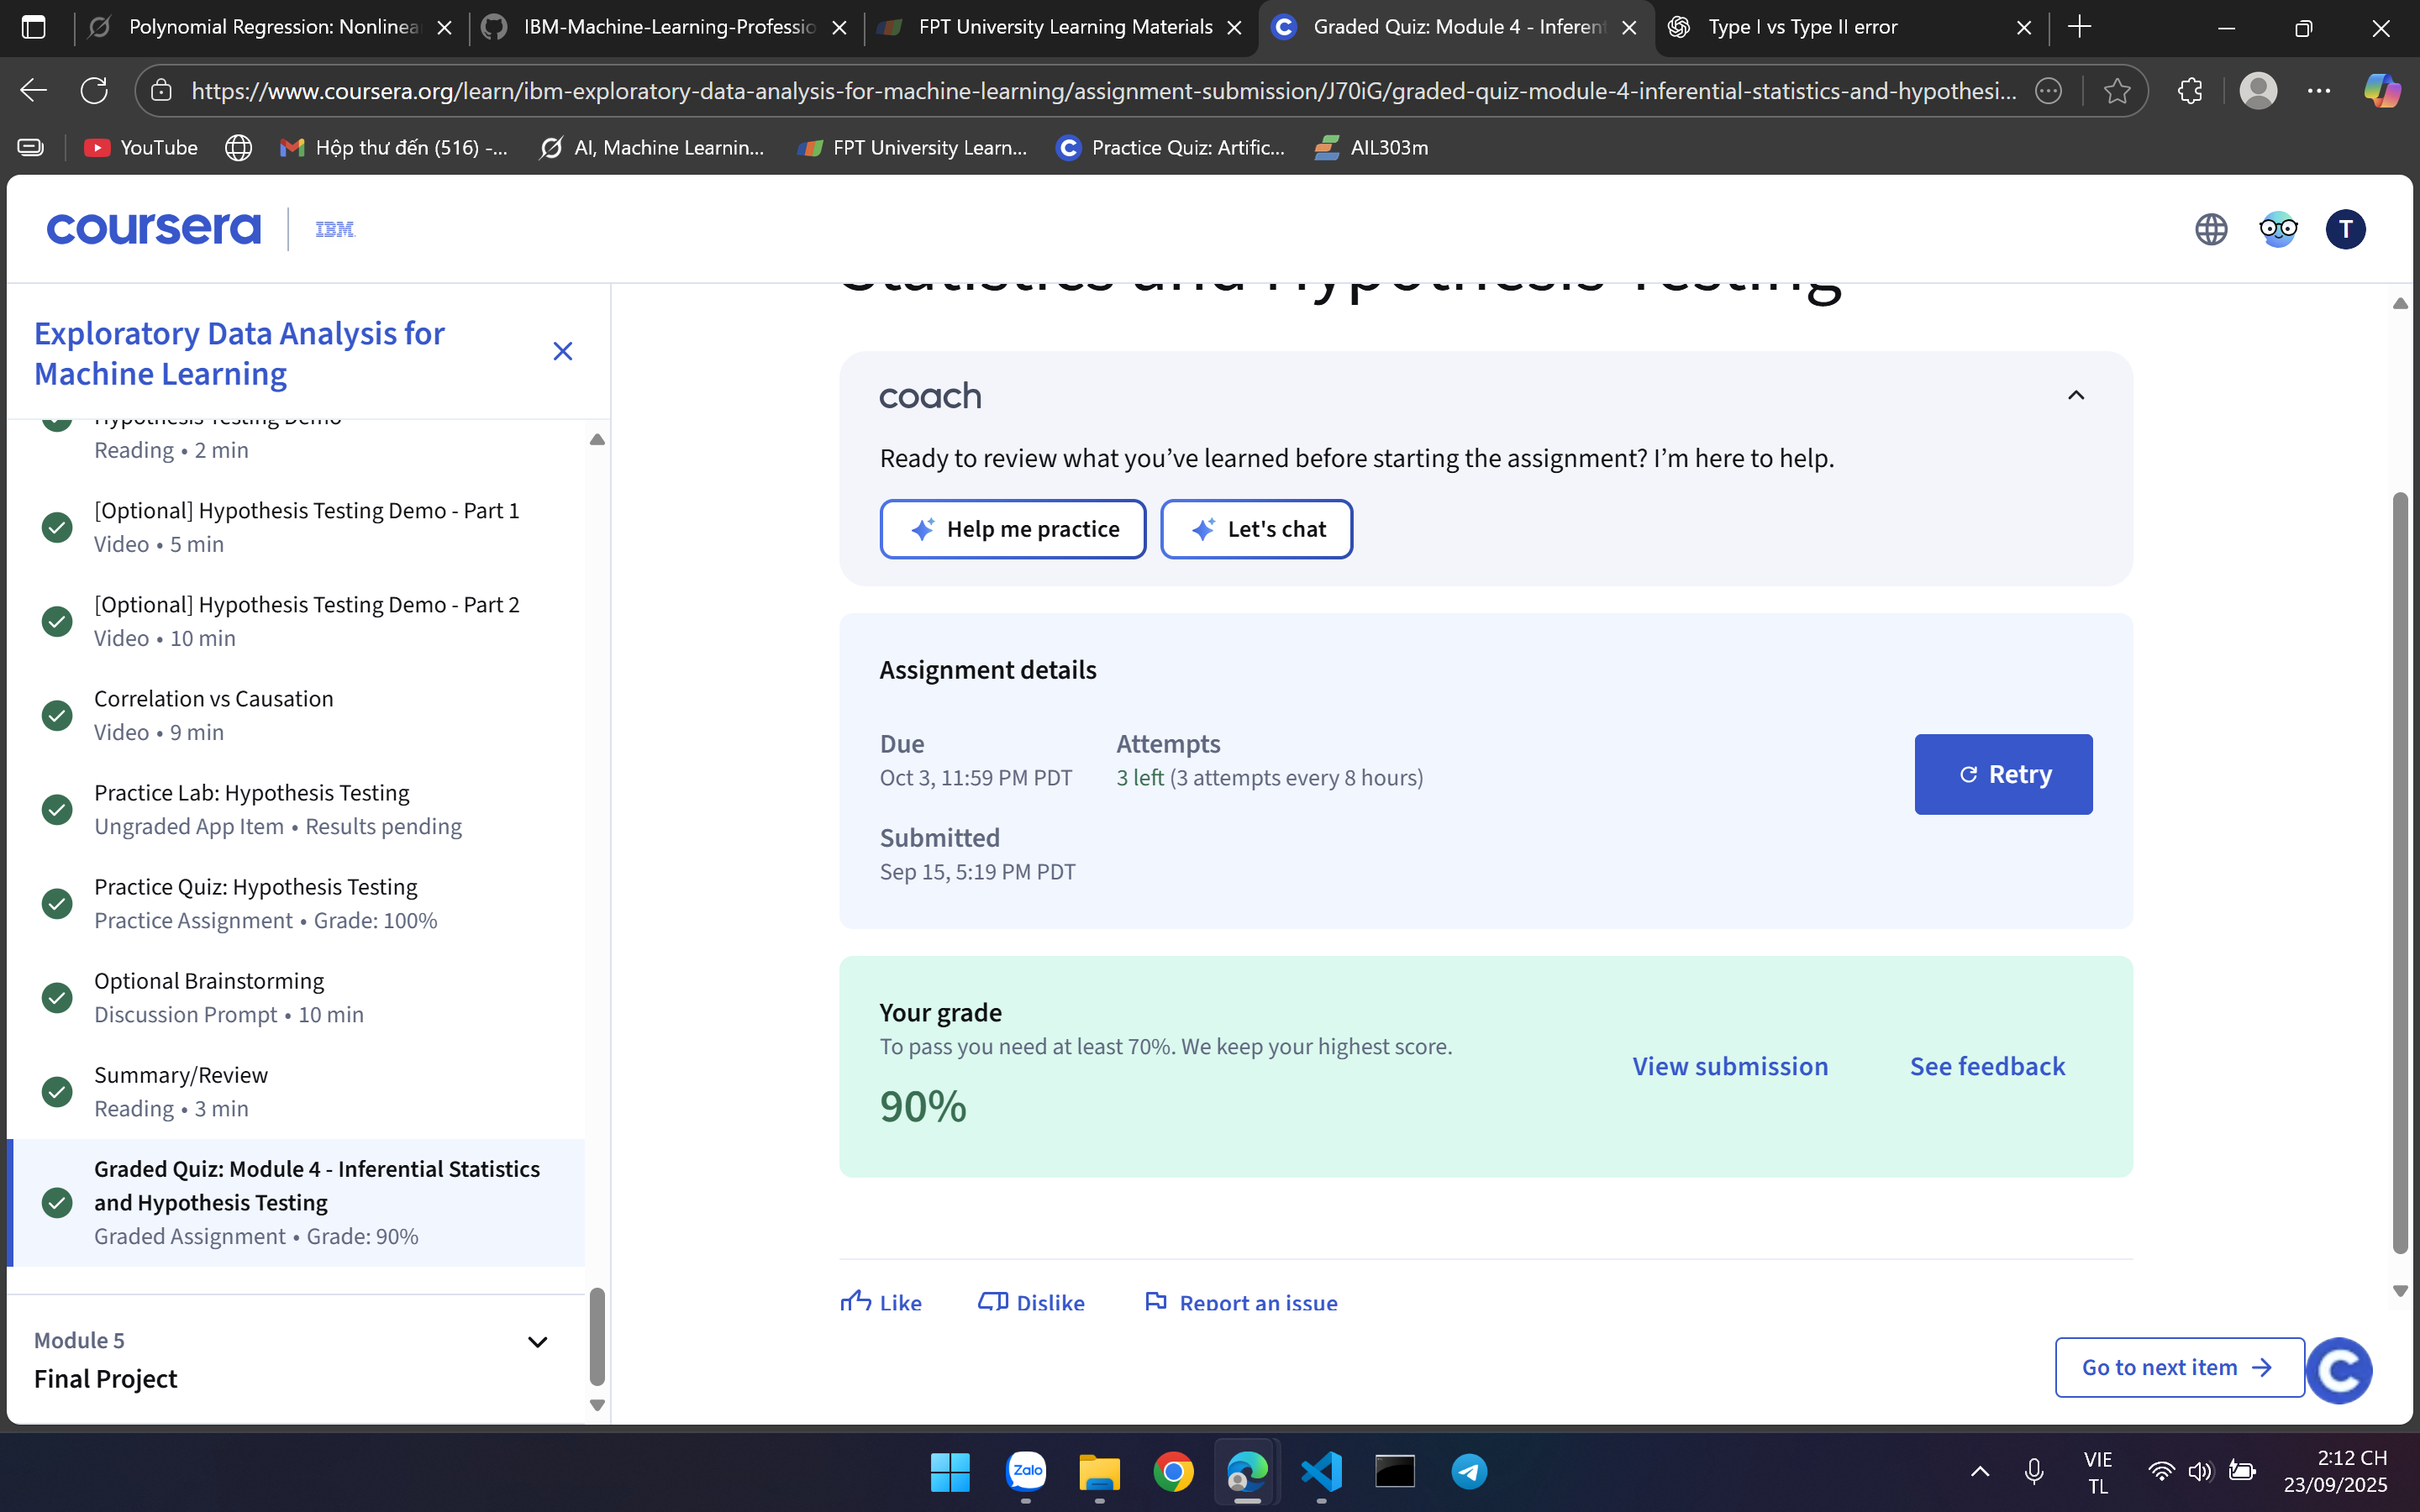 Polynomial Regression: Nonlinea
IBM-Machine-Learning-Professio
FPT University Learning Materials
Graded Quiz: Module 4 - Inferent
Type I vs Type II error
https://www.coursera.org/learn/ibm-exploratory-data-analysis-for-machine-learning/assignment-submission/J70iG/graded-quiz-module-4-inferential-statistics-and-hypothesi...
YouTube
Hộp thư đến (516) -...
AI, Machine Learnin...
FPT University Learn...
Practice Quiz: Artific...
AIL303m
coursera
IBM
T
Exploratory Data Analysis for
Machine Learning
Hypothesis Testing Demo
Reading • 2 min
[Optional] Hypothesis Testing Demo - Part 1
Video • 5 min
[Optional] Hypothesis Testing Demo - Part 2
Video • 10 min
Correlation vs Causation
Video • 9 min
Practice Lab: Hypothesis Testing
Ungraded App Item • Results pending
Practice Quiz: Hypothesis Testing
Practice Assignment • Grade: 100%
Optional Brainstorming
Discussion Prompt • 10 min
Summary/Review
Reading • 3 min
Graded Quiz: Module 4 - Inferential Statistics
and Hypothesis Testing
Graded Assignment • Grade: 90%
Module 5
Final Project
Statistics and Hypothesis Testing
coach
Ready to review what you’ve learned before starting the assignment? I’m here to help.
Help me practice
Let's chat
Assignment details
Due
Oct 3, 11:59 PM PDT
Attempts
3 left (3 attempts every 8 hours)
Retry
Submitted
Sep 15, 5:19 PM PDT
Your grade
To pass you need at least 70%. We keep your highest score.
90%
View submission
See feedback
Like
Dislike
Report an issue
Go to next item
Zalo
VIE
TL
2:12 CH
23/09/2025